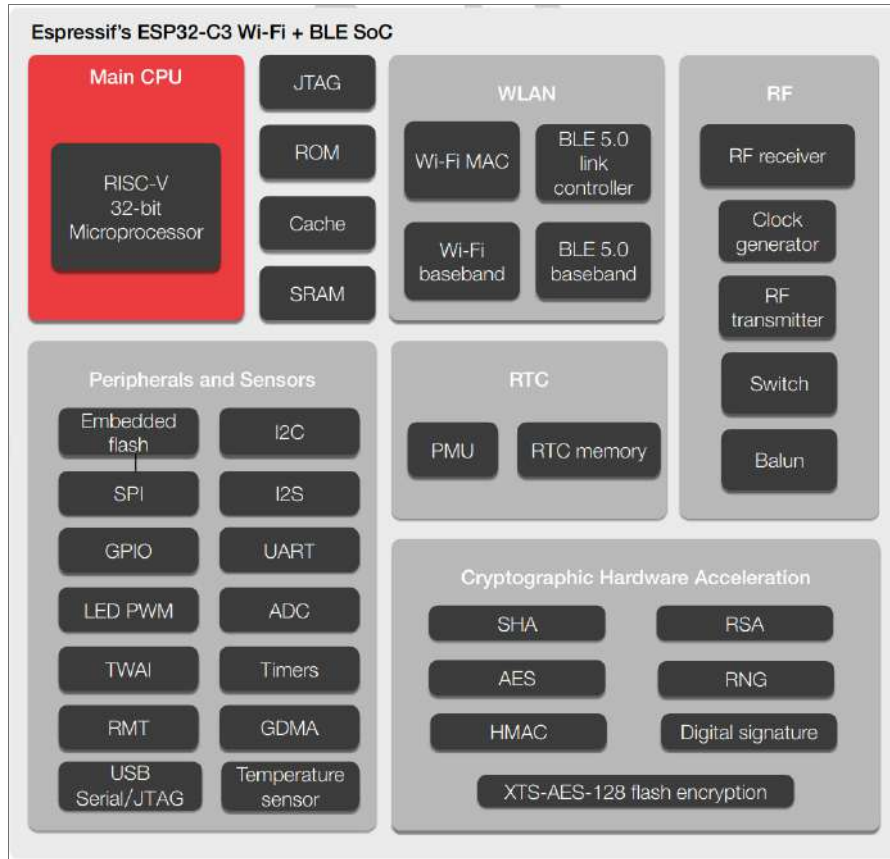 Espressif's ESP32-C3 Wi-Fi + BLE SoC
Main CPU
RISC-V
32-bit
Microprocessor
JTAG
ROM
Cache
SRAM
WLAN
Wi-Fi MAC
BLE 5.0
link
controller
Wi-Fi
baseband
BLE 5.0
baseband
RF
RF receiver
Clock
generator
RF
transmitter
Switch
Balun
Peripherals and Sensors
Embedded
flash
I2C
SPI
I2S
GPIO
UART
LED PWM
ADC
TWAI
Timers
RMT
GDMA
USB
Serial/JTAG
Temperature
sensor
RTC
PMU
RTC memory
Cryptographic Hardware Acceleration
SHA
RSA
AES
RNG
HMAC
Digital signature
XTS-AES-128 flash encryption